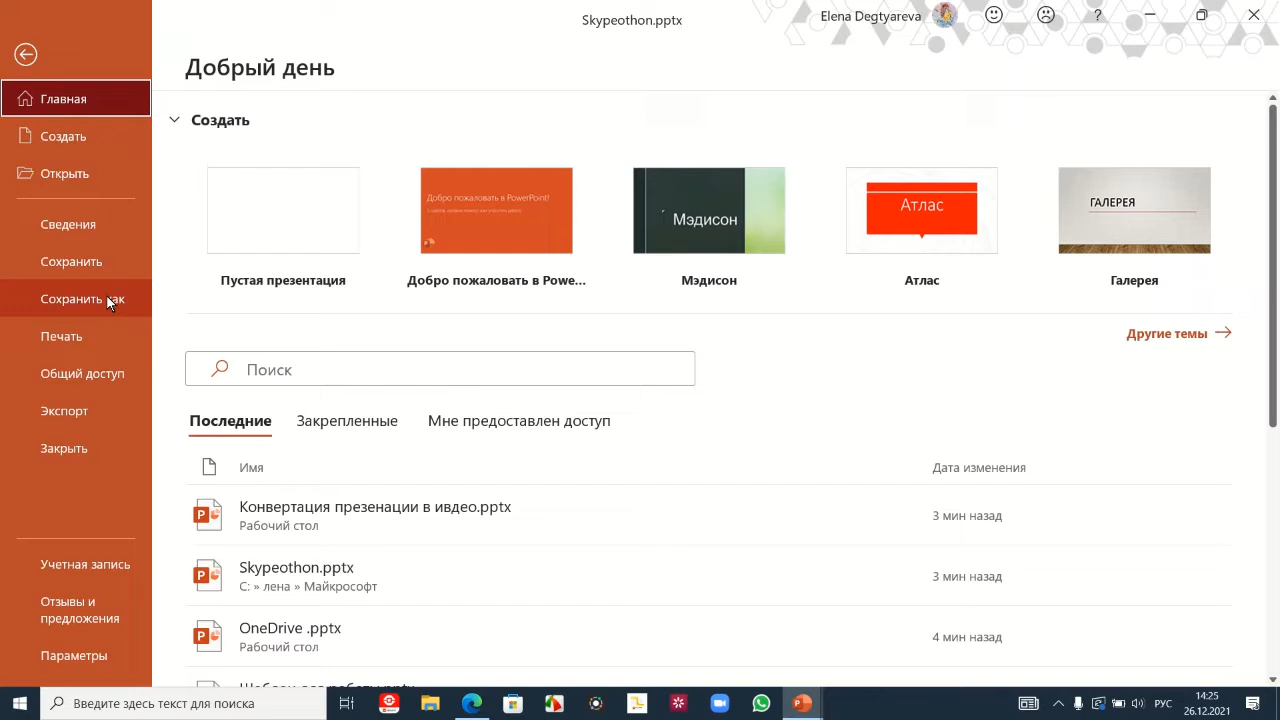 Skypeothon.pptx
Elena Degtyareva
?
Добрый день
Главная
Создать
Открыть
Сведения
Сохранить
Сохранить как
Печать
Общий доступ
Экспорт
Закрыть
Учетная запись
Отзывы и
предложения
Параметры
Создать
Добро пожаловать в PowerPoint!
Мэдисон
Атлас
ГАЛЕРЕЯ
Пустая презентация
Добро пожаловать в Powe...
Мэдисон
Атлас
Галерея
Другие темы
Поиск
Последние
Закрепленные
Мне предоставлен доступ
Имя
Дата изменения
Конвертация презенации в ивдео.pptx
Рабочий стол
3 мин назад
Skypeothon.pptx
C: » лена » Майкрософт
3 мин назад
OneDrive .pptx
Рабочий стол
4 мин назад
Введите здесь текст для поиска
РУС
14:25
26.12.2021